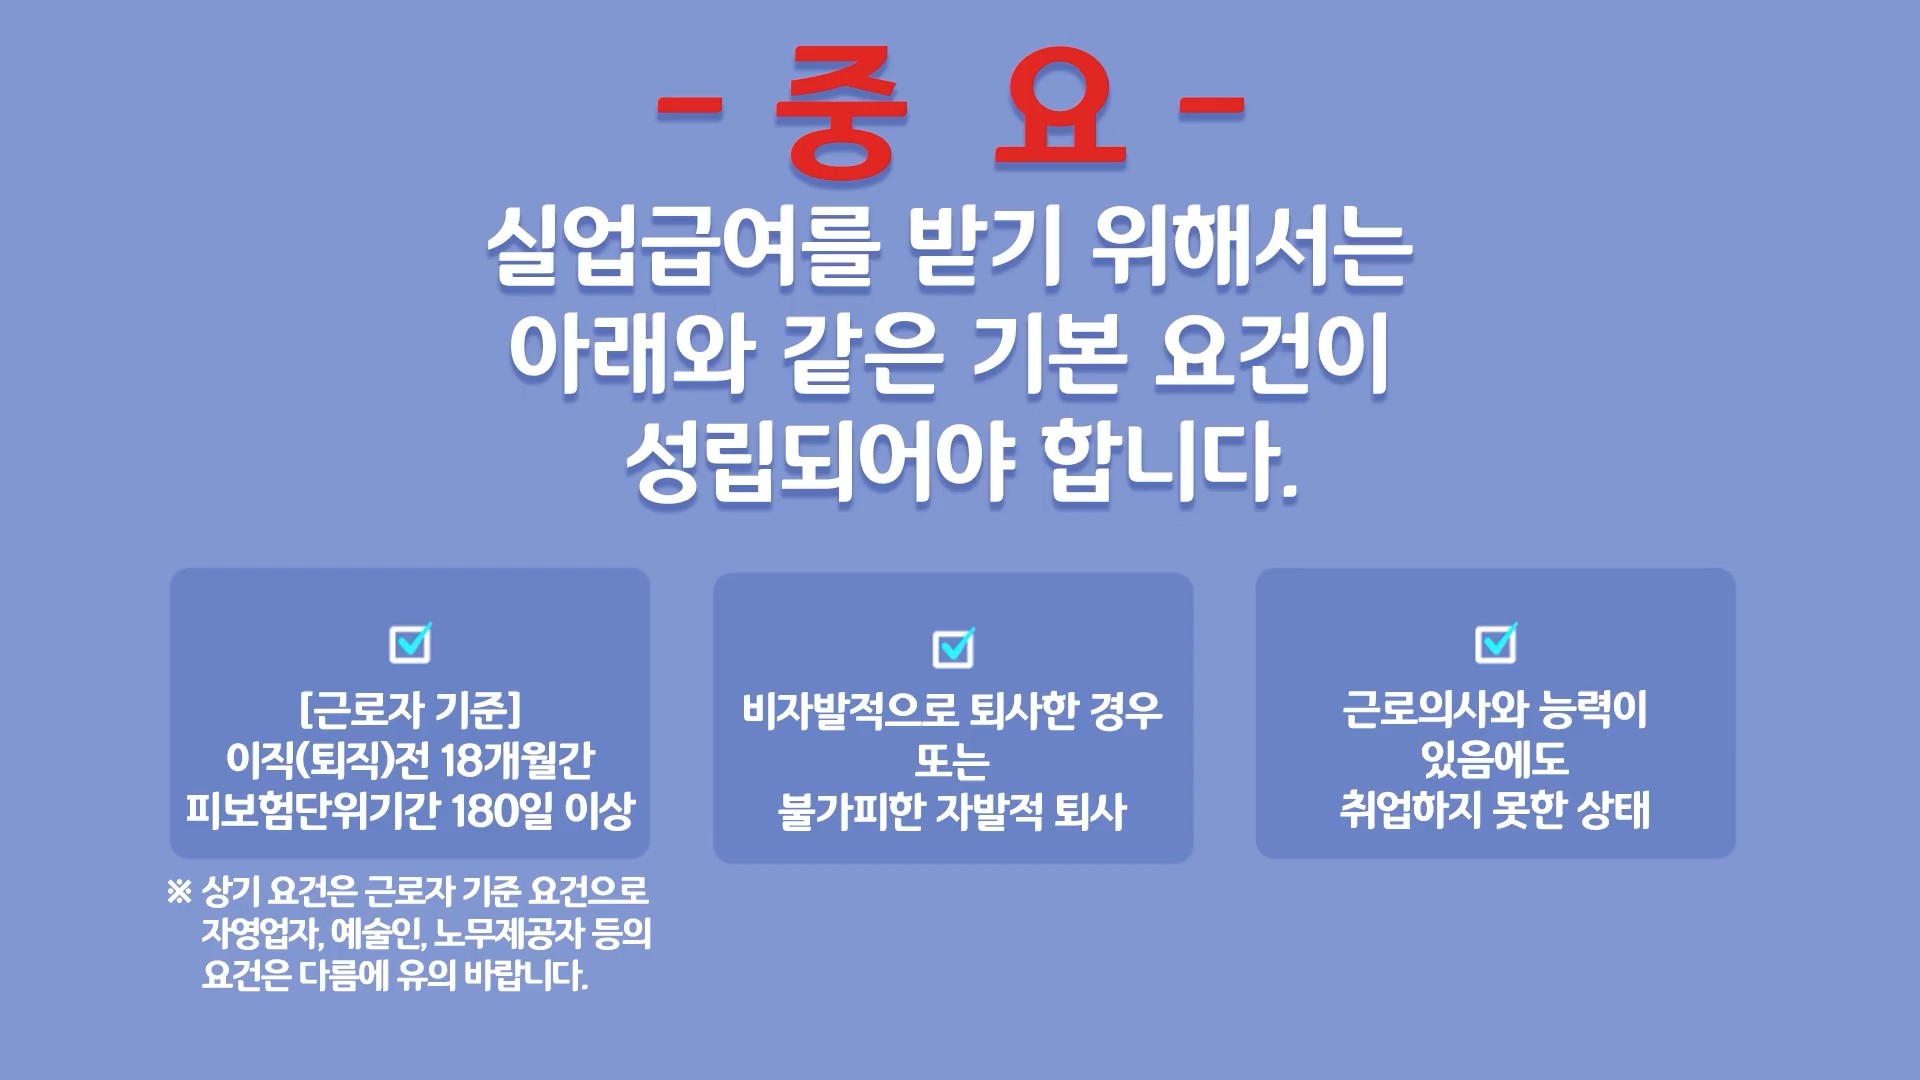 - 중 요 -
실업급여를 받기 위해서는
아래와 같은 기본 요건이
성립되어야 합니다.
[근로자 기준]
이직(퇴직)전 18개월간
피보험단위기간 180일 이상
※ 상기 요건은 근로자 기준 요건으로
자영업자, 예술인, 노무제공자 등의
요건은 다름에 유의 바랍니다.
비자발적으로 퇴사한 경우
또는
불가피한 자발적 퇴사
근로의사와 능력이
있음에도
취업하지 못한 상태